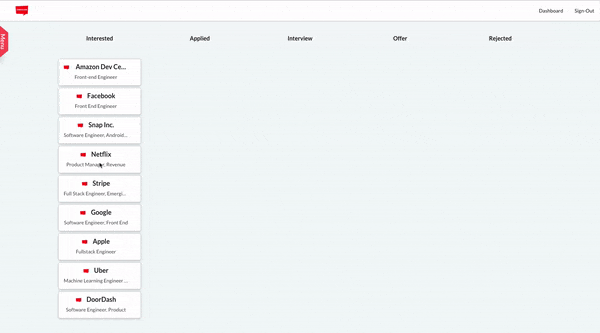 Dashboard Sign-Out
Menu
Interested Applied Interview Offer Rejected
Amazon Dev Ce...
Front-end Engineer
Facebook
Front End Engineer
Snap Inc.
Software Engineer, Android...
Netflix
Product Manager, Revenue
Stripe
Full Stack Engineer, Emergi...
Google
Software Engineer, Front End
Apple
Fullstack Engineer
Uber
Machine Learning Engineer ...
DoorDash
Software Engineer, Product